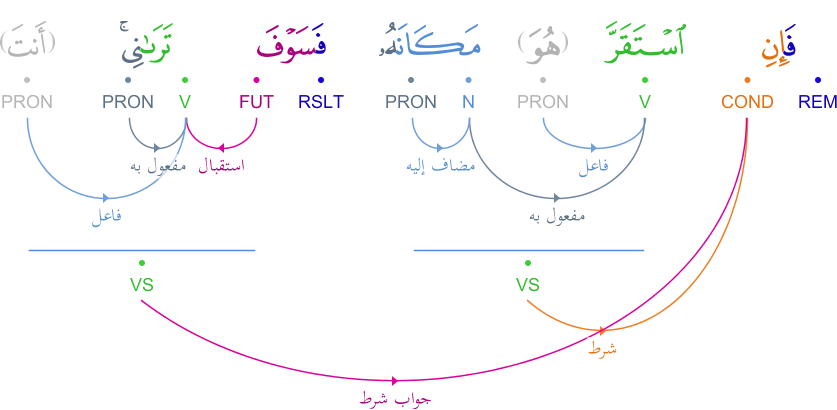 فَإِنِ ٱسْتَقَرَّ (هُوَ) مَكَانَهُۥ فَسَوْفَ تَرَىٰنِى ۚ (أَنتَ)
REM COND V PRON N PRON RSLT FUT V PRON PRON
فاعل مضاف إليه استقبال مفعول به
مفعول به فاعل
VS VS
شرط
جواب شرط